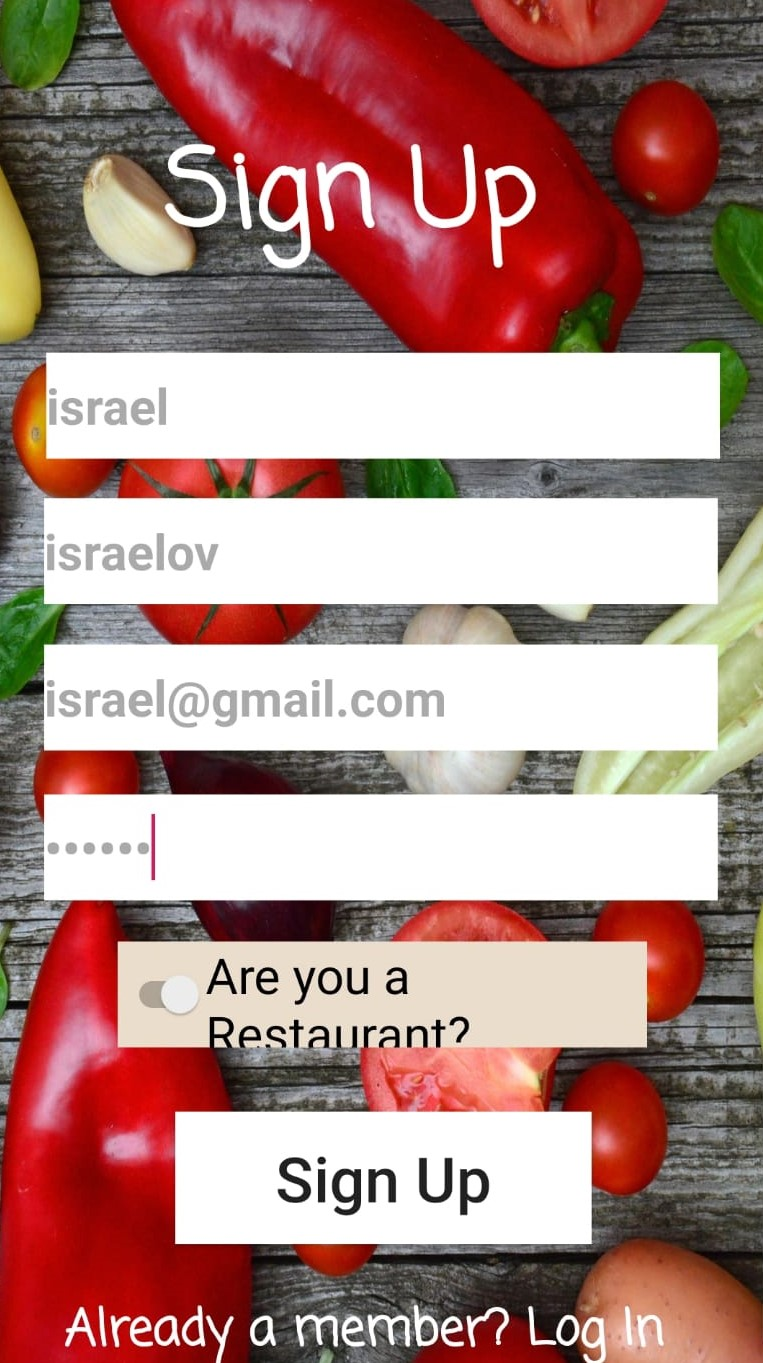 Sign Up
israel
israelov
israel@gmail.com
••••••
Are you a
Restaurant?
Sign Up
Already a member? Log In